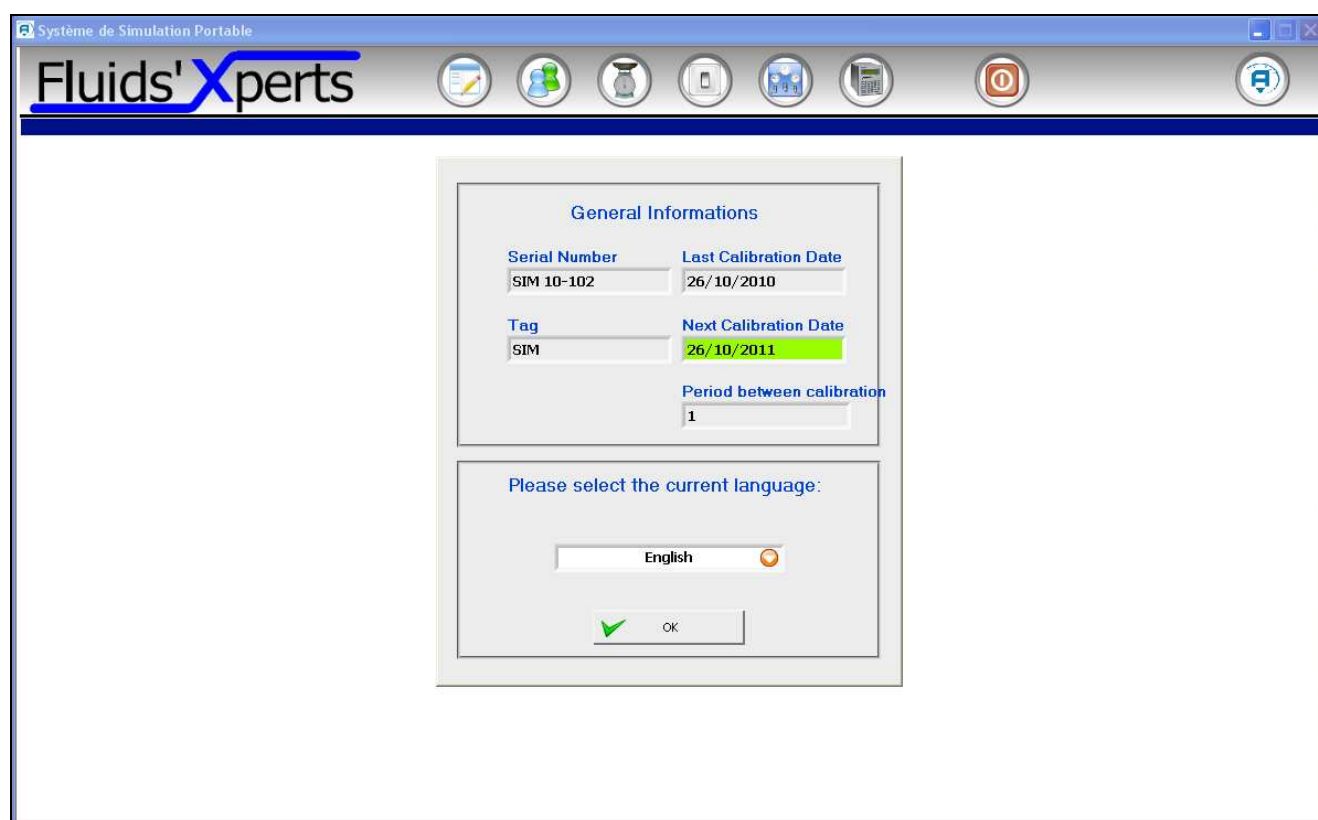 Système de Simulation Portable
Fluids' Xperts
General Informations
Serial Number
Last Calibration Date
SIM 10-102
26/10/2010
Tag
Next Calibration Date
SIM
26/10/2011
Period between calibration
1
Please select the current language:
English
OK